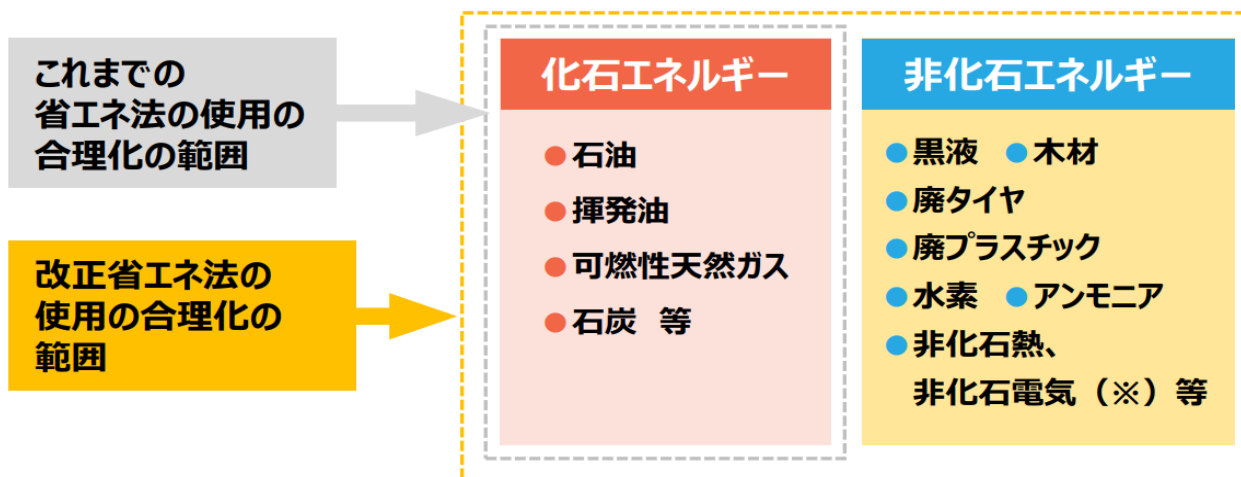 これまでの
省エネ法の使用の
合理化の範囲
改正省エネ法の
使用の合理化の
範囲
化石エネルギー
● 石油
● 揮発油
● 可燃性天然ガス
● 石炭 等
非化石エネルギー
● 黒液 ● 木材
● 廃タイヤ
● 廃プラスチック
● 水素 ● アンモニア
● 非化石熱、
非化石電気（※）等